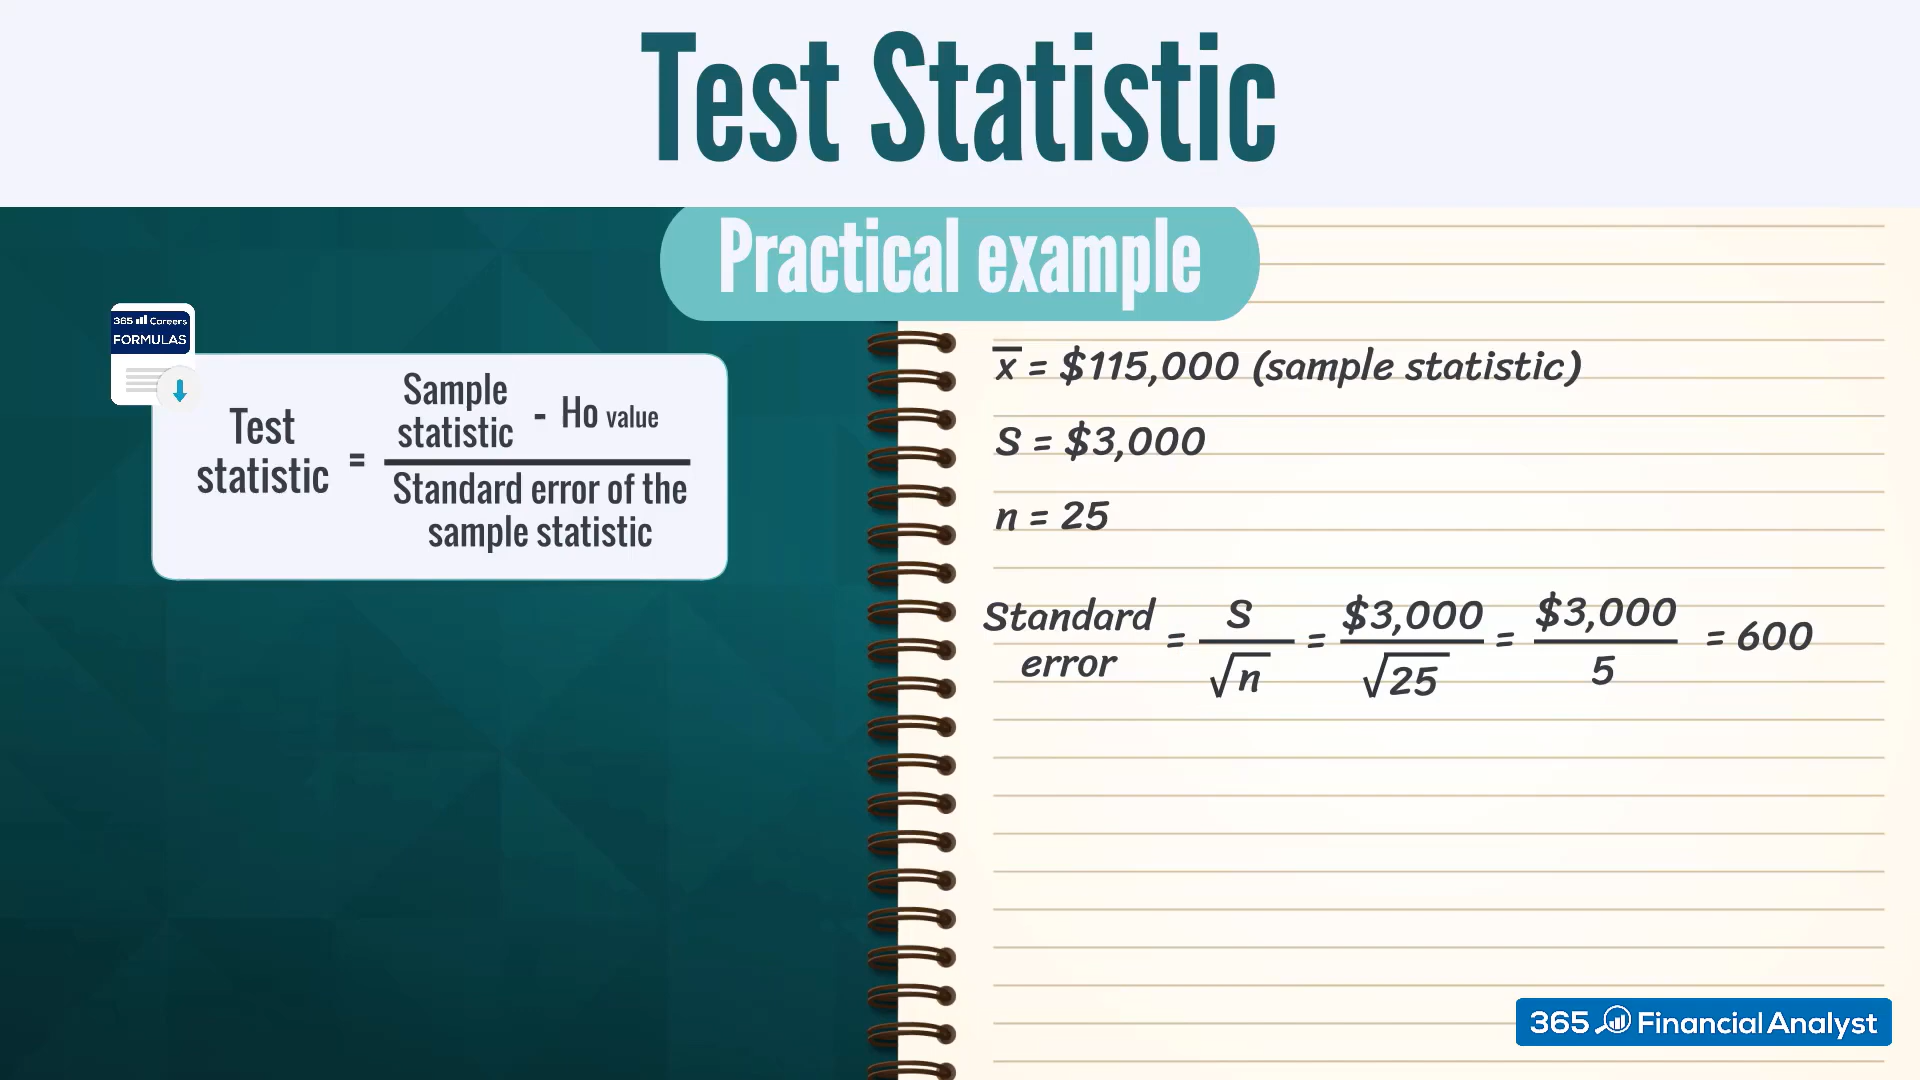 Test Statistic
Practical example
365 Careers
FORMULAS
Test statistic = Sample statistic - Ho value / Standard error of the sample statistic
x̅ = $115,000 (sample statistic)
S = $3,000
n = 25
Standard error = S / √n = $3,000 / √25 = $3,000 / 5 = 600
365 Financial Analyst